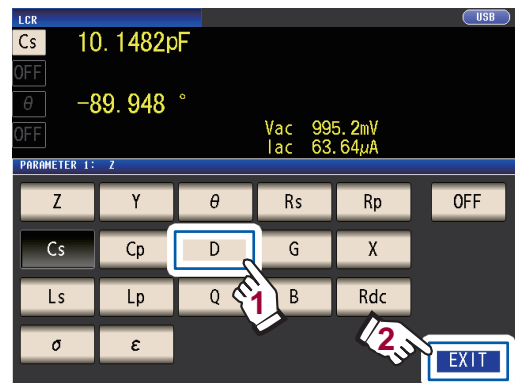 LCR USB
Cs 10.1482pF
OFF
θ -89.948 °
OFF
Vac 995.2mV
Iac 63.64μA
PARAMETER 1: Z
Z Y θ Rs Rp OFF
Cs Cp D G X
Ls Lp Q B Rdc
1
2
σ ε EXIT